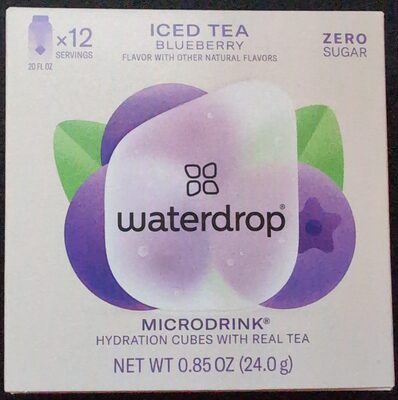 ICED TEA
BLUEBERRY
FLAVOR WITH OTHER NATURAL FLAVORS
×12
SERVINGS
20 FL OZ
ZERO
SUGAR
waterdrop®
MICRODRINK®
HYDRATION CUBES WITH REAL TEA
NET WT 0.85 OZ (24.0 g)